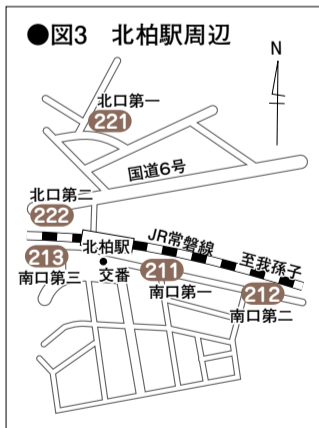 ●図3 北柏駅周辺
N
北口第一
221
国道6号
北口第二
222
JR常磐線
至我孫子
北柏駅
213
交番
211
南口第三
南口第一
212
南口第二